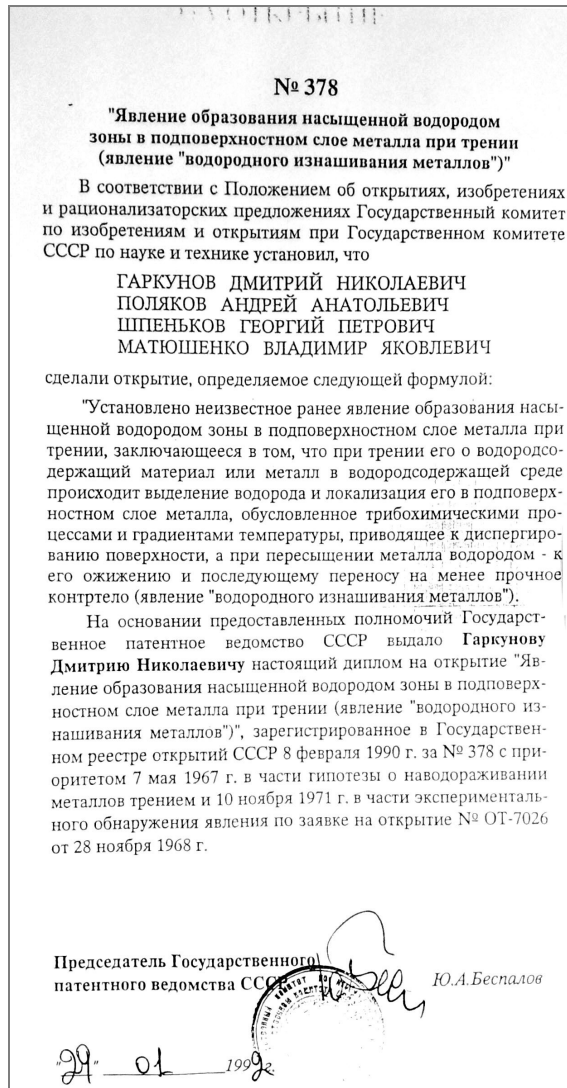 № 378
"Явление образования насыщенной водородом
зоны в подповерхностном слое металла при трении
(явление "водородного изнашивания металлов")"
В соответствии с Положением об открытиях, изобретениях
и рационализаторских предложениях Государственный комитет
по изобретениям и открытиям при Государственном комитете
СССР по науке и технике установил, что
ГАРКУНОВ ДМИТРИЙ НИКОЛАЕВИЧ
ПОЛЯКОВ АНДРЕЙ АНАТОЛЬЕВИЧ
ШПЕНЬКОВ ГЕОРГИЙ ПЕТРОВИЧ
МАТЮШЕНКО ВЛАДИМИР ЯКОВЛЕВИЧ
сделали открытие, определяемое следующей формулой:
"Установлено неизвестное ранее явление образования насы-
щенной водородом зоны в подповерхностном слое металла при
трении, заключающееся в том, что при трении его о водородсо-
держащий материал или металл в водородсодержащей среде
происходит выделение водорода и локализация его в подповерх-
ностном слое металла, обусловленное трибохимическими про-
цессами и градиентами температуры, приводящее к диспергиро-
ванию поверхности, а при пересыщении металла водородом - к
его ожижению и последующему переносу на менее прочное
контртело (явление "водородного изнашивания металлов").
На основании предоставленных полномочий Государст-
венное патентное ведомство СССР выдало Гаркунову
Дмитрию Николаевичу настоящий диплом на открытие "Яв-
ление образования насыщенной водородом зоны в подповерх-
ностном слое металла при трении (явление "водородного из-
нашивания металлов")", зарегистрированное в Государствен-
ном реестре открытий СССР 8 февраля 1990 г. за № 378 с при-
оритетом 7 мая 1967 г. в части гипотезы о наводораживании
металлов трением и 10 ноября 1971 г. в части эксперименталь-
ного обнаружения явления по заявке на открытие № ОТ-7026
от 28 ноября 1968 г.
Председатель Государственного
патентного ведомства СССР
Ю.А.Беспалов
"29" 01 1992г.